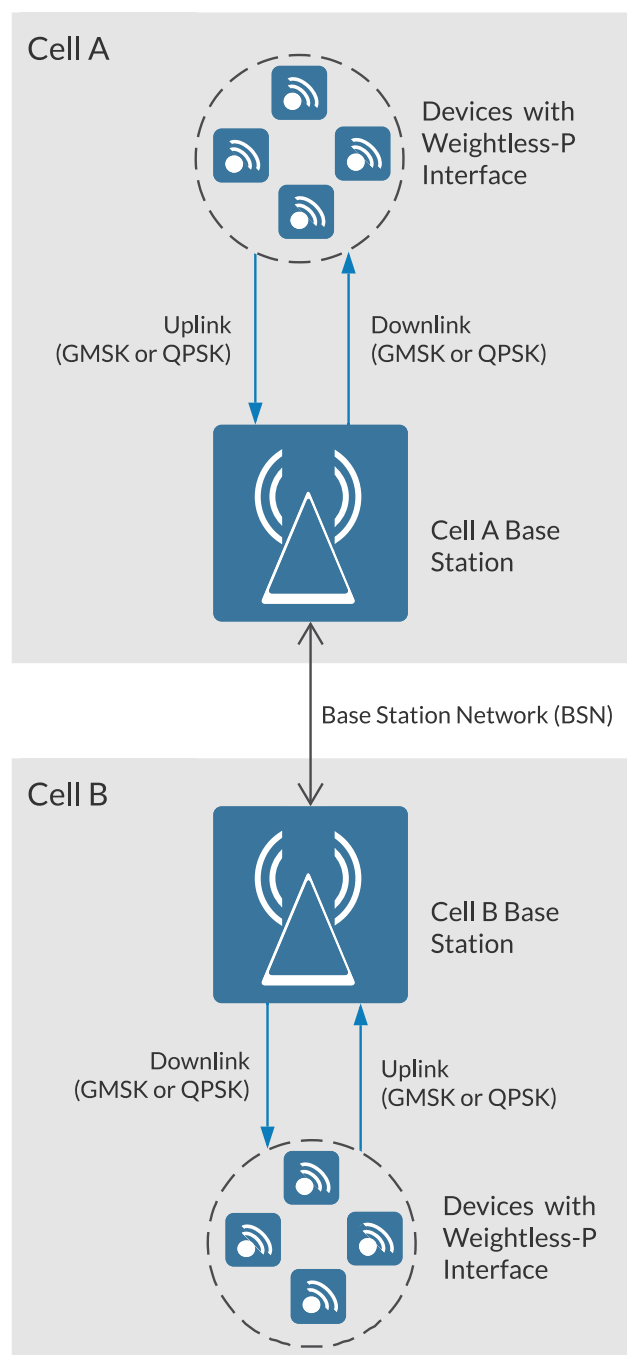 Cell A
Devices with
Weightless-P
Interface
Uplink
(GMSK or QPSK)
Downlink
(GMSK or QPSK)
Cell A Base
Station
Base Station Network (BSN)
Cell B
Cell B Base
Station
Downlink
(GMSK or QPSK)
Uplink
(GMSK or QPSK)
Devices with
Weightless-P
Interface